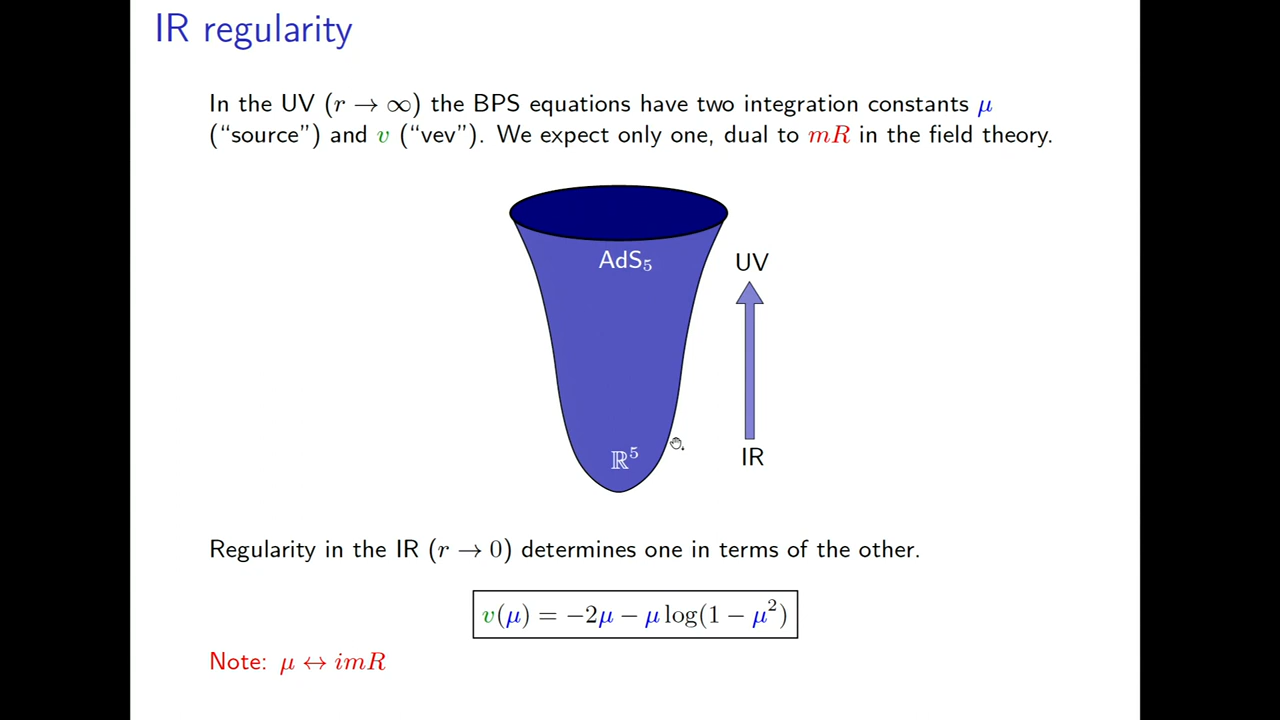 IR regularity
In the UV (r → ∞) the BPS equations have two integration constants μ
(“source”) and v (“vev”). We expect only one, dual to mR in the field theory.
AdS₅
UV
ℝ⁵
IR
Regularity in the IR (r → 0) determines one in terms of the other.
v(μ) = −2μ − μ log(1 − μ²)
Note: μ ↔ imR